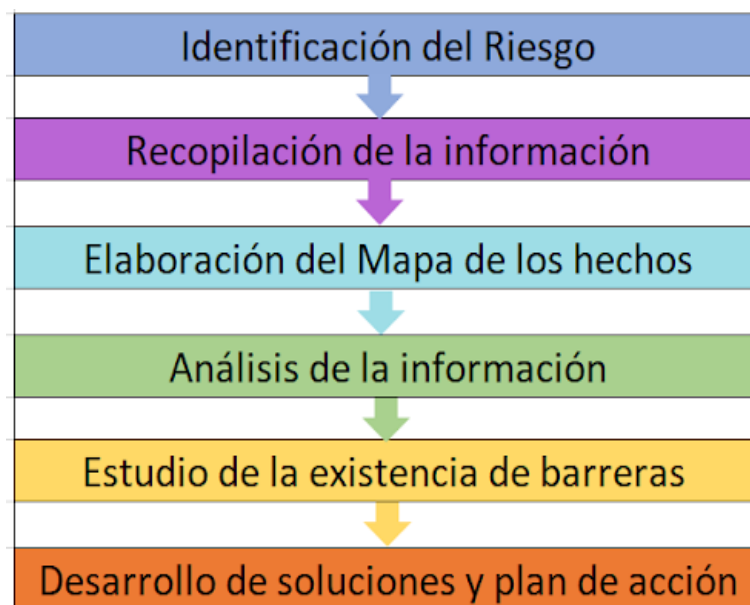 Identificación del Riesgo
Recopilación de la información
Elaboración del Mapa de los hechos
Análisis de la información
Estudio de la existencia de barreras
Desarrollo de soluciones y plan de acción